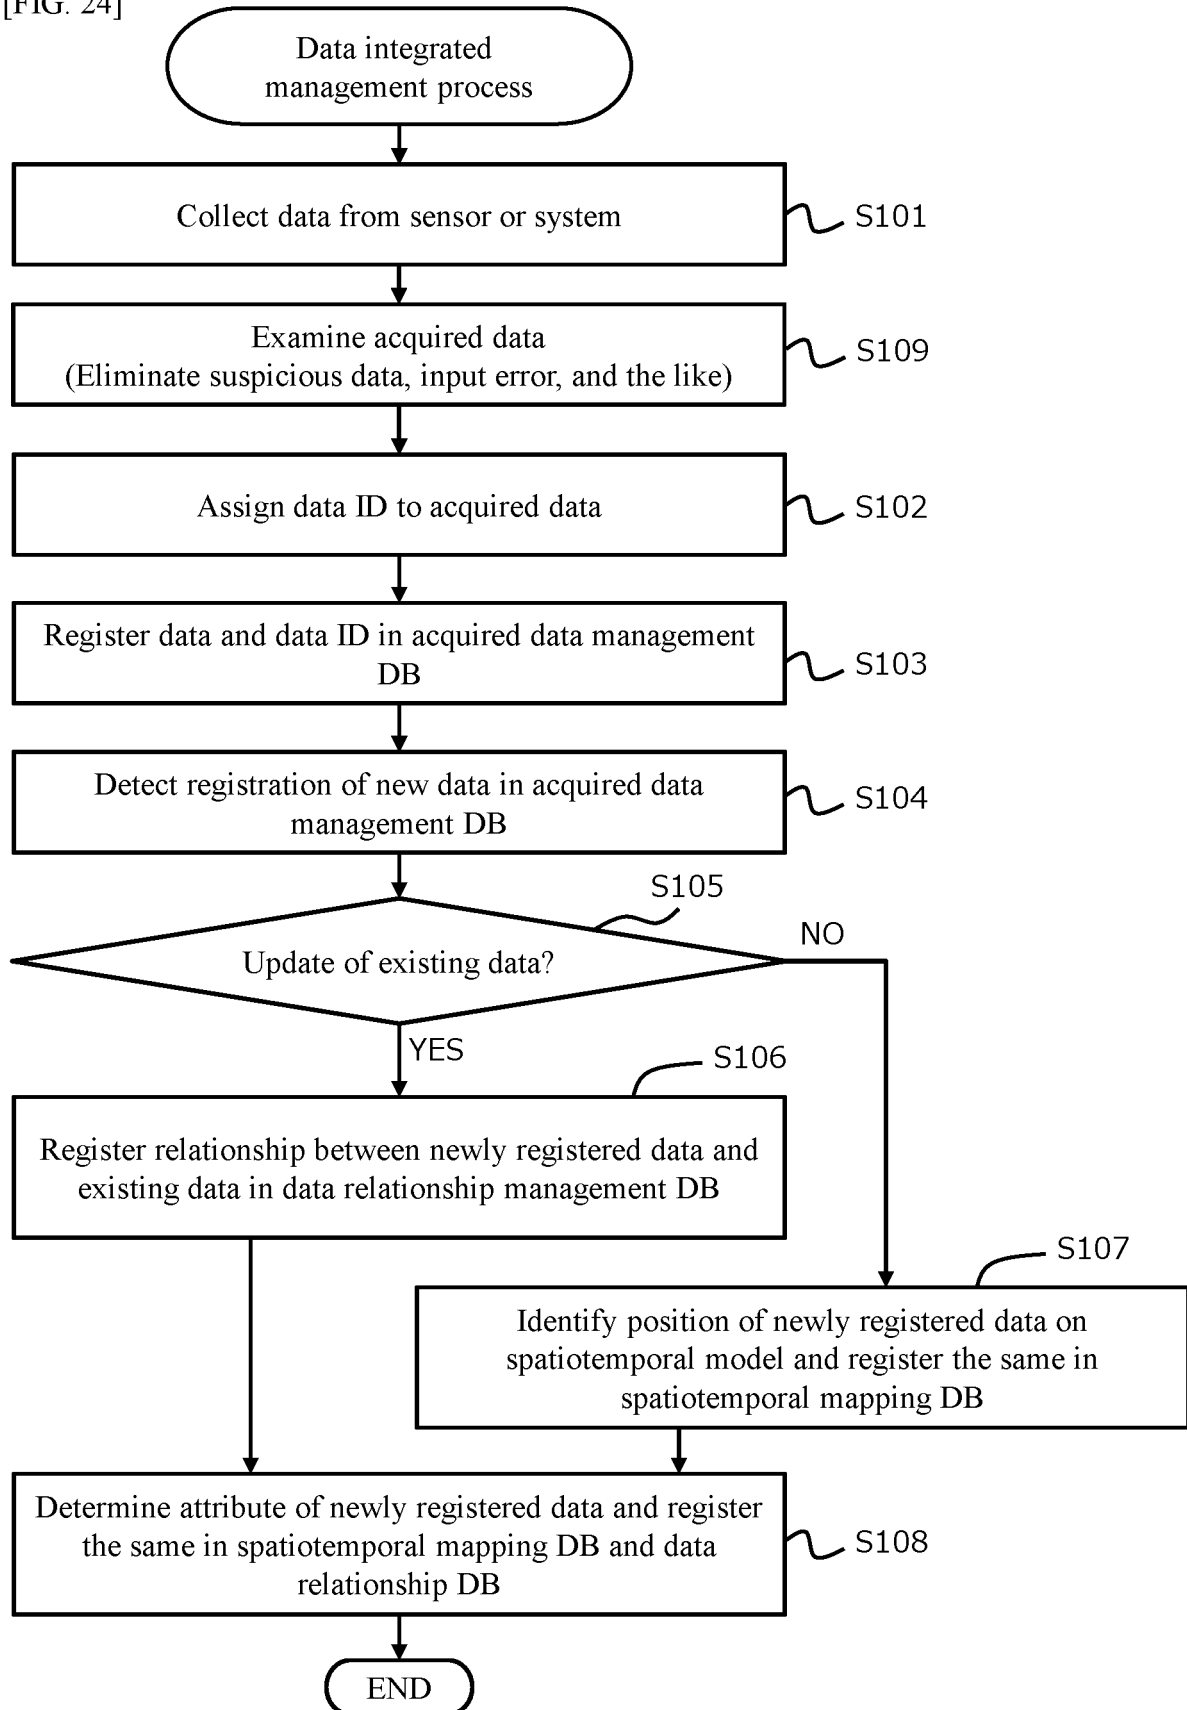 [FIG. 24]
Data integrated
management process
Collect data from sensor or system
S101
Examine acquired data
(Eliminate suspicious data, input error, and the like)
S109
Assign data ID to acquired data
S102
Register data and data ID in acquired data management
DB
S103
Detect registration of new data in acquired data
management DB
S104
S105
Update of existing data?
NO
YES
S106
Register relationship between newly registered data and
existing data in data relationship management DB
S107
Identify position of newly registered data on
spatiotemporal model and register the same in
spatiotemporal mapping DB
Determine attribute of newly registered data and register
the same in spatiotemporal mapping DB and data
relationship DB
S108
END